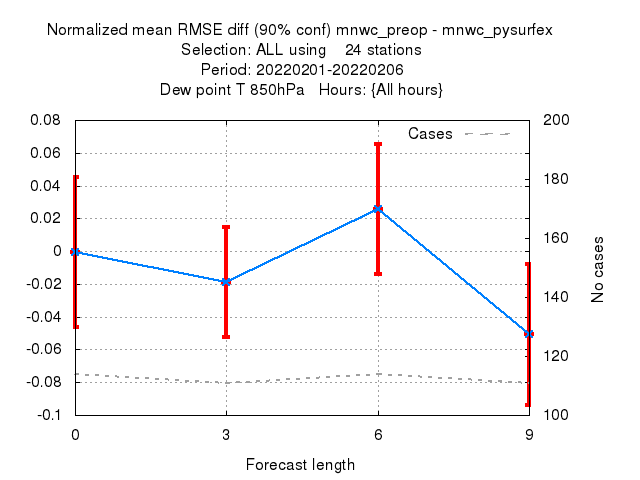 Normalized mean RMSE diff (90% conf) mnwc_preop - mnwc_pysurfex
Selection: ALL using 24 stations
Period: 20220201-20220206
Dew point T 850hPa Hours: {All hours}
Cases
0.08
0.06
0.04
0.02
0
-0.02
-0.04
-0.06
-0.08
-0.1
200
180
160
140
120
100
No cases
0 3 6 9
Forecast length